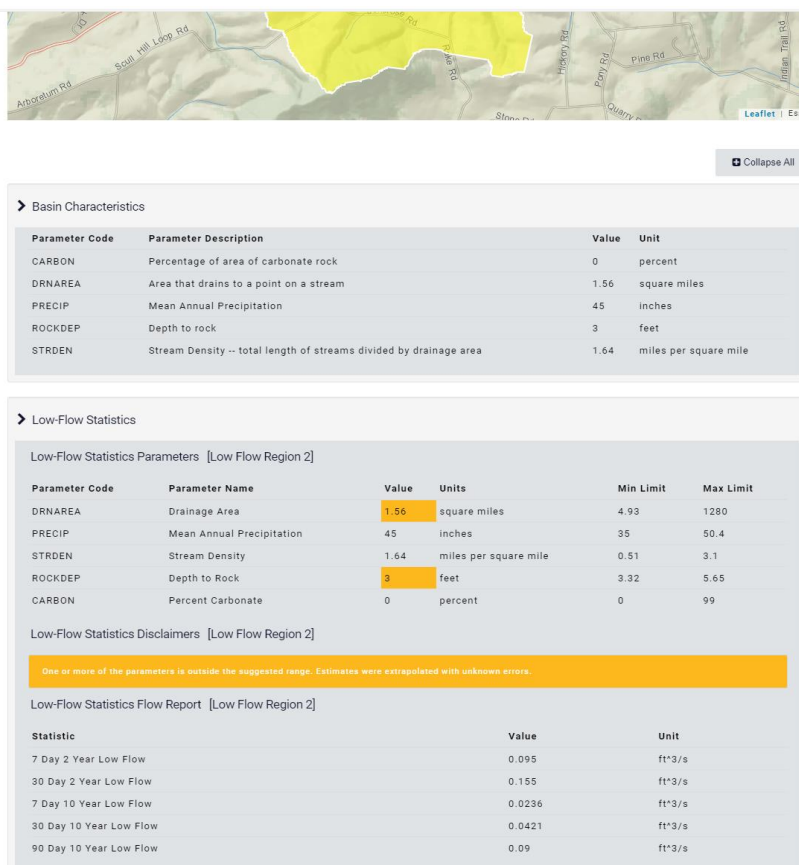 Scull Hill Loop Rd
Arboretum Rd
Hickory Rd
Pony Rd
Pine Rd
Indian Trail Rd
Leaflet | Es
Collapse All
Basin Characteristics
Parameter Code Parameter Description Value Unit
CARBON Percentage of area of carbonate rock 0 percent
DRNAREA Area that drains to a point on a stream 1.56 square miles
PRECIP Mean Annual Precipitation 45 inches
ROCKDEP Depth to rock 3 feet
STRDEN Stream Density -- total length of streams divided by drainage area 1.64 miles per square mile
Low-Flow Statistics
Low-Flow Statistics Parameters [Low Flow Region 2]
Parameter Code Parameter Name Value Units Min Limit Max Limit
DRNAREA Drainage Area 1.56 square miles 4.93 1280
PRECIP Mean Annual Precipitation 45 inches 35 50.4
STRDEN Stream Density 1.64 miles per square mile 0.51 3.1
ROCKDEP Depth to Rock 3 feet 3.32 5.65
CARBON Percent Carbonate 0 percent 0 99
Low-Flow Statistics Disclaimers [Low Flow Region 2]
One or more of the parameters is outside the suggested range. Estimates were extrapolated with unknown errors.
Low-Flow Statistics Flow Report [Low Flow Region 2]
Statistic Value Unit
7 Day 2 Year Low Flow 0.095 ft^3/s
30 Day 2 Year Low Flow 0.155 ft^3/s
7 Day 10 Year Low Flow 0.0236 ft^3/s
30 Day 10 Year Low Flow 0.0421 ft^3/s
90 Day 10 Year Low Flow 0.09 ft^3/s